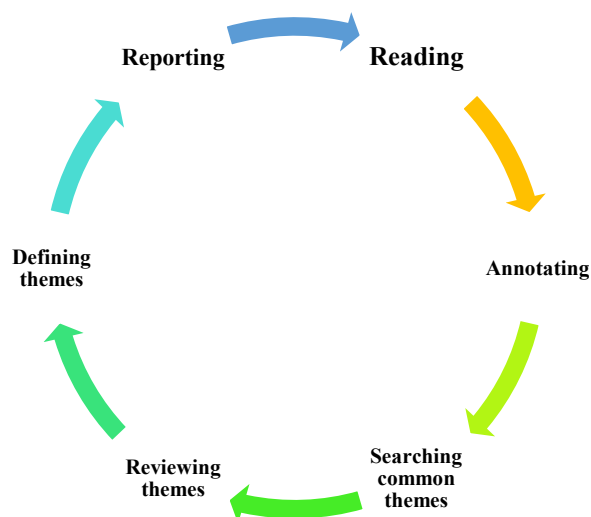 Reporting
Reading
Annotating
Searching
common
themes
Reviewing
themes
Defining
themes